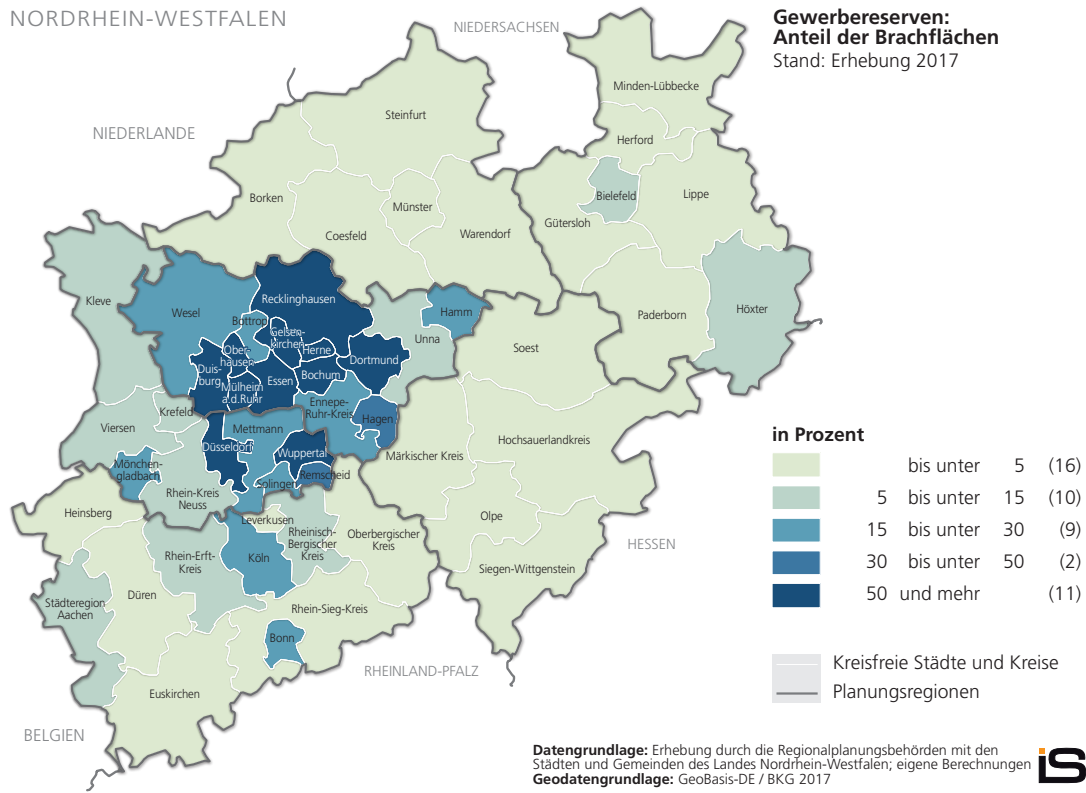 NORDRHEIN-WESTFALEN
Gewerbereserven:
Anteil der Brachflächen
Stand: Erhebung 2017
NIEDERSACHSEN
NIEDERLANDE
Minden-Lübbecke
Steinfurt
Herford
Bielefeld
Lippe
Borken
Münster
Gütersloh
Coesfeld
Warendorf
Kleve
Wesel
Recklinghausen
Hamm
Höxter
Paderborn
Bottrop
Gelsen-
kirchen
Unna
Soest
Ober-
hausen
Herne
Dortmund
Duis-
burg
Essen
Bochum
Mülheim
a.d.Ruhr
Ennepe-
Ruhr-Kreis
Krefeld
Hagen
Viersen
Mettmann
Hochsauerlandkreis
Düsseldorf
Wuppertal
Märkischer Kreis
Mönchen-
gladbach
Remscheid
Solingen
Rhein-Kreis
Neuss
Heinsberg
Leverkusen
Olpe
Rheinisch-
Bergischer
Kreis
Oberbergischer
Kreis
Rhein-Erft-
Kreis
Köln
HESSEN
Siegen-Wittgenstein
Düren
Städteregion
Aachen
Rhein-Sieg-Kreis
Bonn
RHEINLAND-PFALZ
Euskirchen
BELGIEN
in Prozent
bis unter 5 (16)
5 bis unter 15 (10)
15 bis unter 30 (9)
30 bis unter 50 (2)
50 und mehr (11)
Kreisfreie Städte und Kreise
Planungsregionen
Datengrundlage: Erhebung durch die Regionalplanungsbehörden mit den
Städten und Gemeinden des Landes Nordrhein-Westfalen; eigene Berechnungen
Geodatengrundlage: GeoBasis-DE / BKG 2017
iS